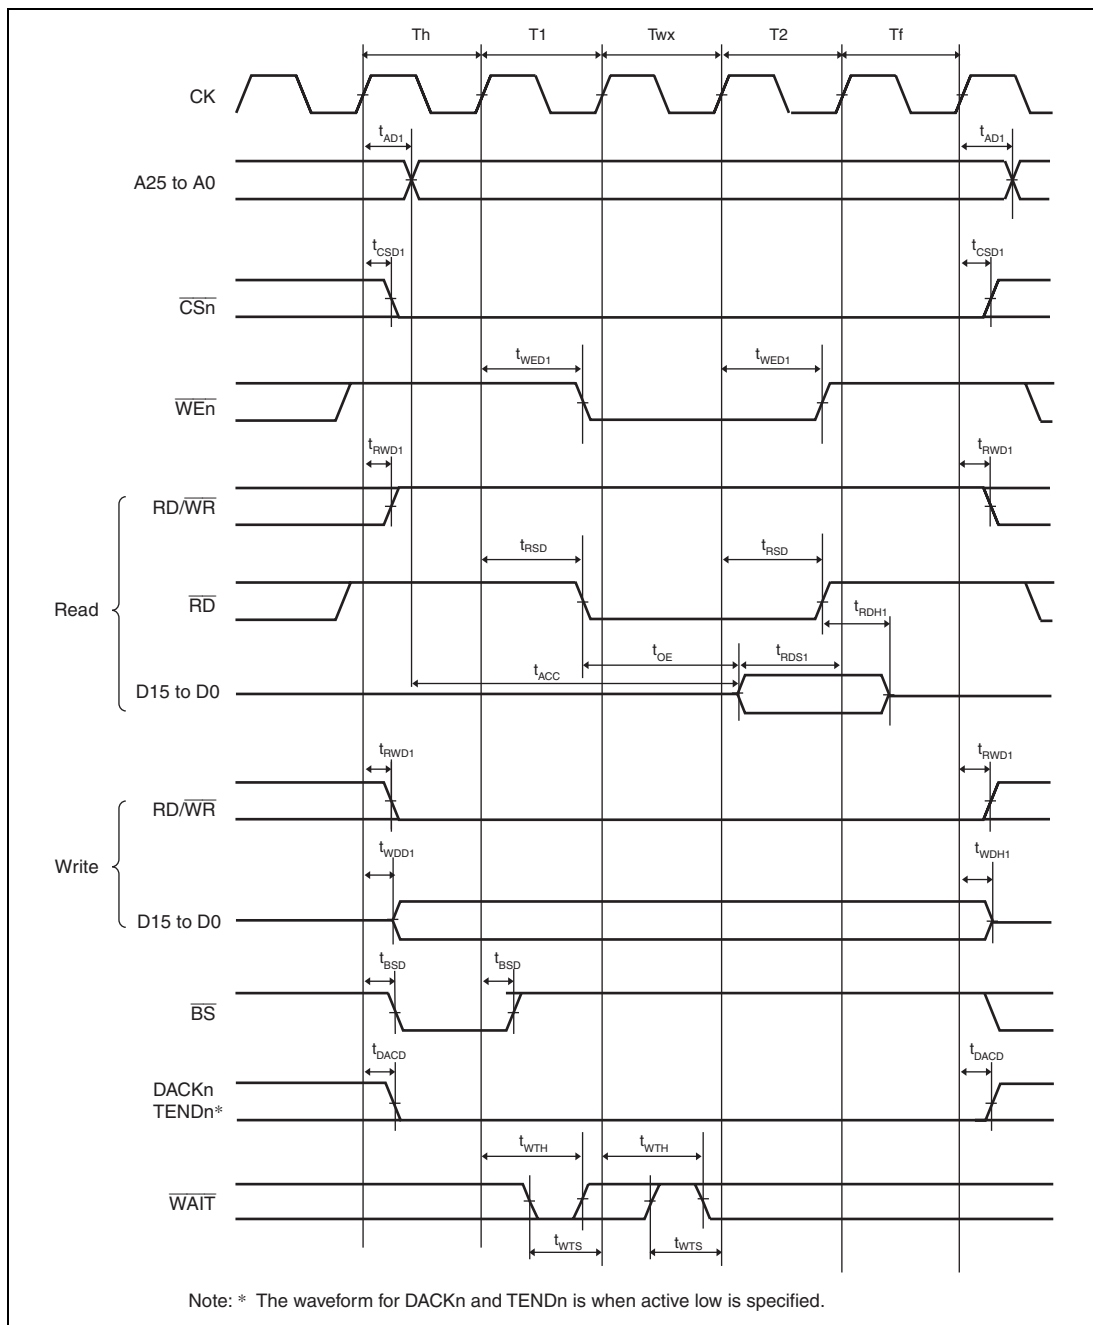 Th T1 Twx T2 Tf
CK
tAD1 tAD1
A25 to A0
tCSD1 tCSD1
CSn
tWED1 tWED1
WEn
tRWD1 tRWD1
RD/WR
tRSD tRSD
Read
RD
tRDH1
tOE tRDS1
tACC
D15 to D0
tRWD1 tRWD1
RD/WR
Write
tWDD1 tWDH1
D15 to D0
tBSD tBSD
BS
tDACD tDACD
DACKn
TENDn*
tWTH tWTH
WAIT
tWTS tWTS
Note: * The waveform for DACKn and TENDn is when active low is specified.